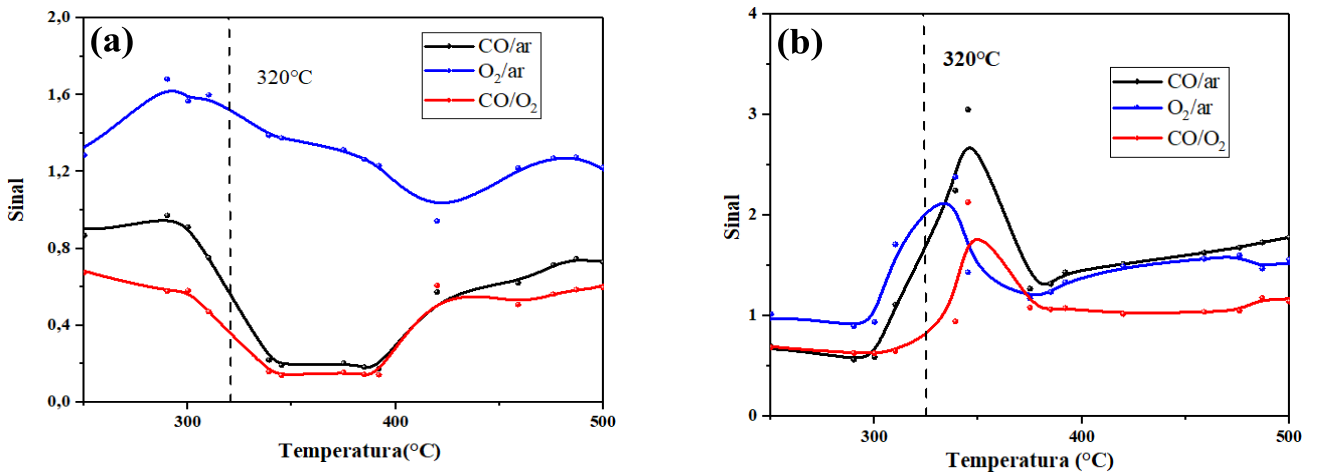 (a)
2,0
1,6
1,2
0,8
0,4
0,0
Sinal
320°C
CO/ar
O₂/ar
CO/O₂
300
400
500
Temperatura(°C)
(b)
4
3
2
1
0
Sinal
320°C
CO/ar
O₂/ar
CO/O₂
300
400
500
Temperatura (°C)